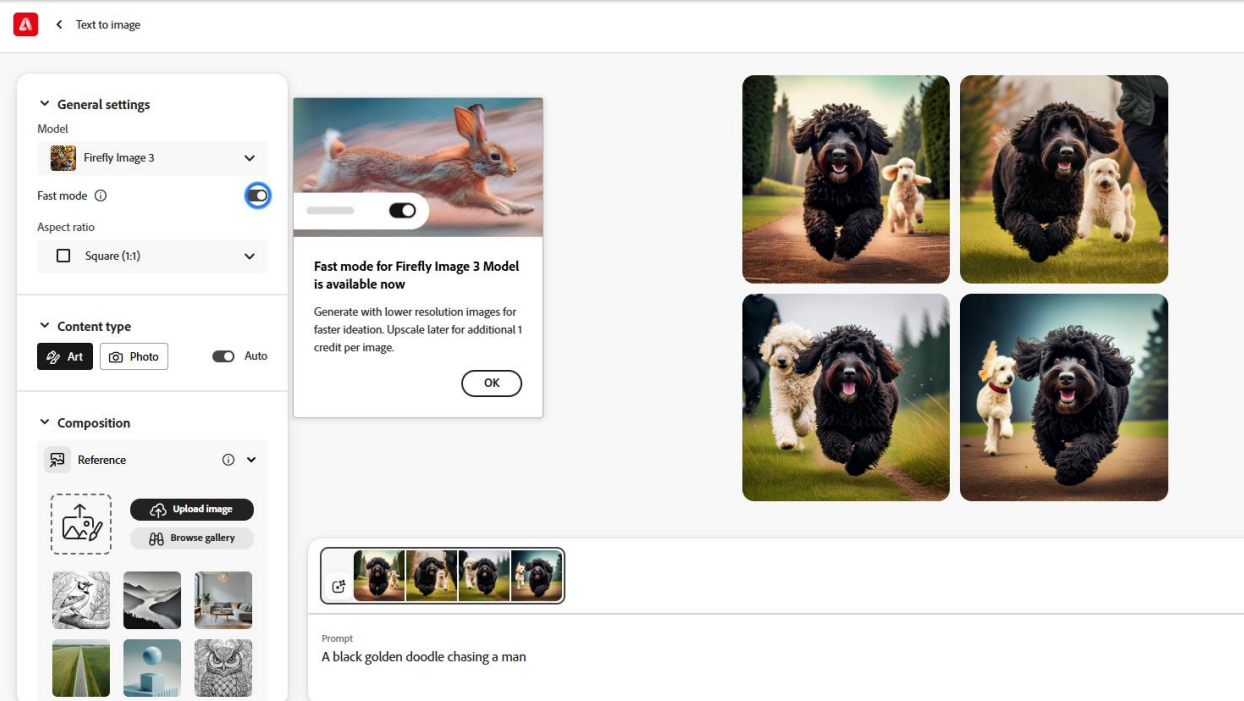 Text to image
General settings
Model
Firefly Image 3
Fast mode
Aspect ratio
Square (1:1)
Content type
Art
Photo
Auto
Composition
Reference
Upload image
Browse gallery
Fast mode for Firefly Image 3 Model
is available now
Generate with lower resolution images for
faster ideation. Upscale later for additional 1
credit per image.
OK
Prompt
A black golden doodle chasing a man